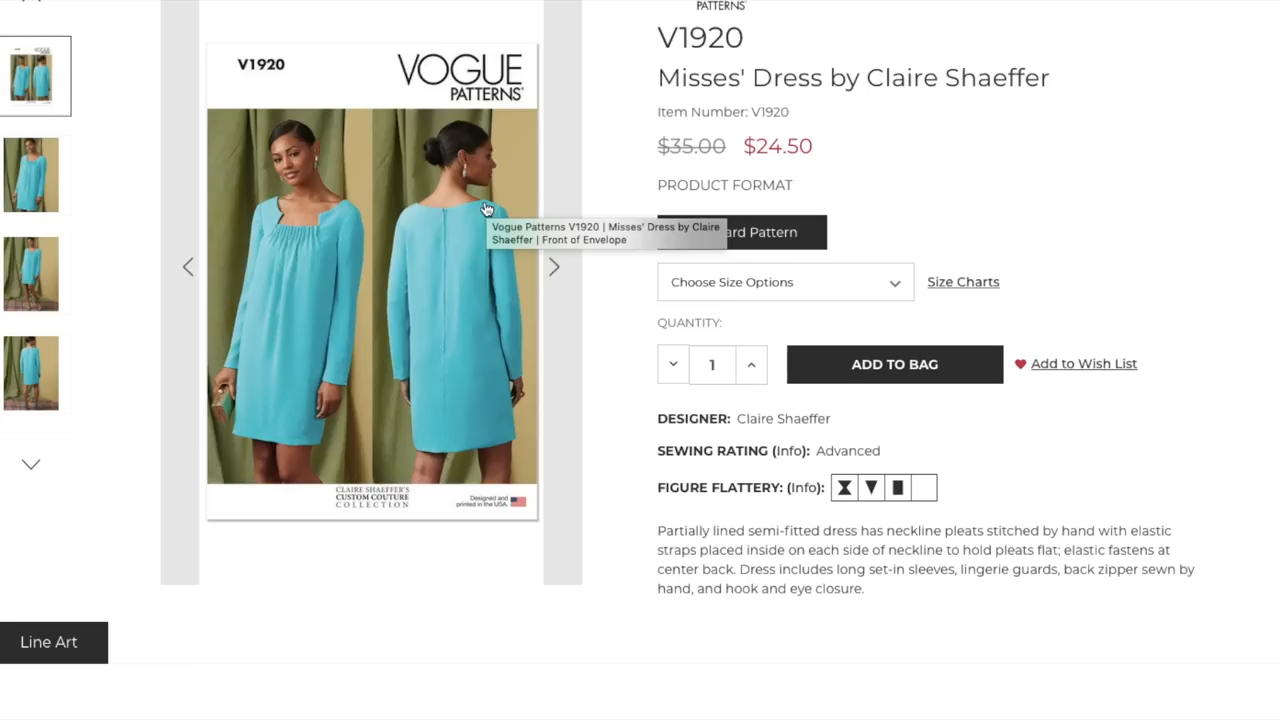 PATTERNS
V1920
Misses' Dress by Claire Shaeffer
Item Number: V1920
$35.00 $24.50
PRODUCT FORMAT
ard Pattern
Choose Size Options
Size Charts
QUANTITY:
1
ADD TO BAG
Add to Wish List
DESIGNER: Claire Shaeffer
SEWING RATING (Info): Advanced
FIGURE FLATTERY: (Info):
Partially lined semi-fitted dress has neckline pleats stitched by hand with elastic
straps placed inside on each side of neckline to hold pleats flat; elastic fastens at
center back. Dress includes long set-in sleeves, lingerie guards, back zipper sewn by
hand, and hook and eye closure.
V1920
VOGUE
PATTERNS®
Vogue Patterns V1920 | Misses' Dress by Claire
Shaeffer | Front of Envelope
CLAIRE SHAEFFER'S
CUSTOM COUTURE
COLLECTION
Designed and
printed in the USA.
Line Art